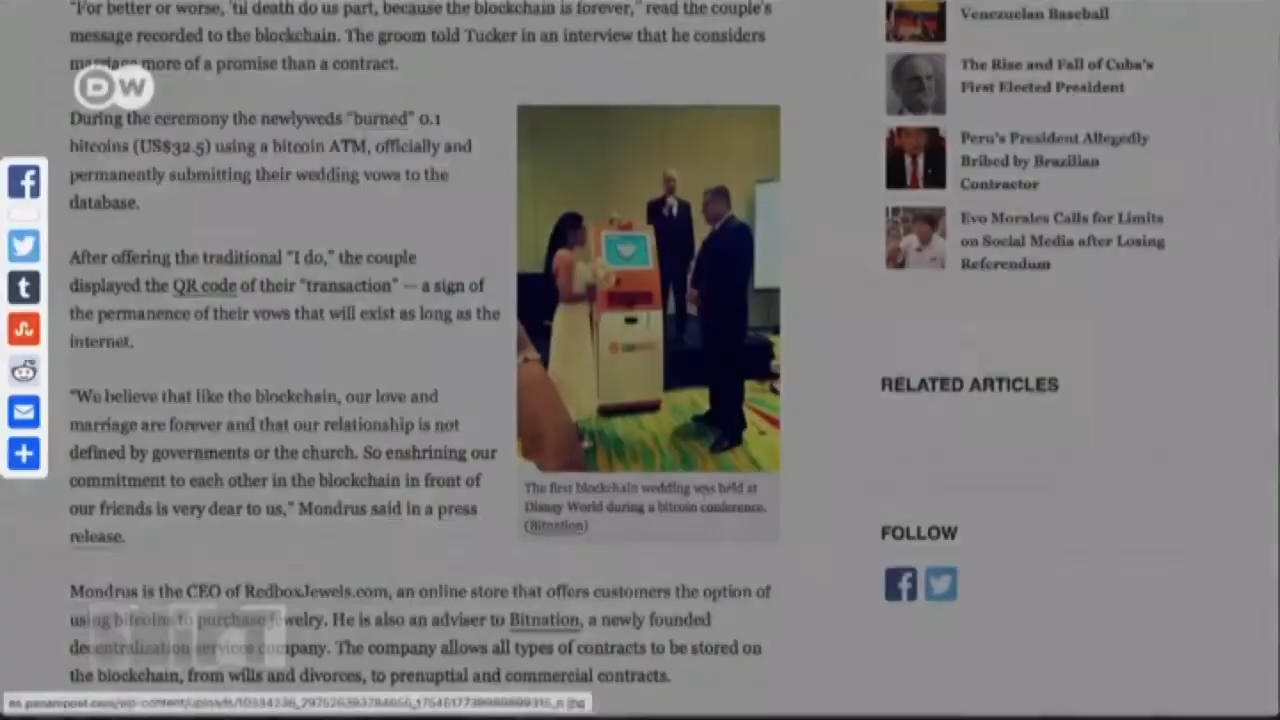 "For better or worse, 'til death do us part, because the blockchain is forever," read the couple's
message recorded to the blockchain. The groom told Tucker in an interview that he considers
marriage more of a promise than a contract.
DW
During the ceremony the newlyweds "burned" 0.1
bitcoins (US$32.5) using a bitcoin ATM, officially and
permanently submitting their wedding vows to the
database.
After offering the traditional "I do," the couple
displayed the QR code of their "transaction" — a sign of
the permanence of their vows that will exist as long as the
internet.
"We believe that like the blockchain, our love and
marriage are forever and that our relationship is not
defined by governments or the church. So enshrining our
commitment to each other in the blockchain in front of
our friends is very dear to us," Mondrus said in a press
release.
The first blockchain wedding was held at
Disney World during a bitcoin conference.
(Bitnation)
Mondrus is the CEO of RedboxJewels.com, an online store that offers customers the option of
using bitcoins to purchase jewelry. He is also an adviser to Bitnation, a newly founded
decentralization services company. The company allows all types of contracts to be stored on
the blockchain, from wills and divorces, to prenuptial and commercial contracts.
Venezuelan Baseball
The Rise and Fall of Cuba's
First Elected President
Peru's President Allegedly
Bribed by Brazilian
Contractor
Evo Morales Calls for Limits
on Social Media after Losing
Referendum
RELATED ARTICLES
FOLLOW